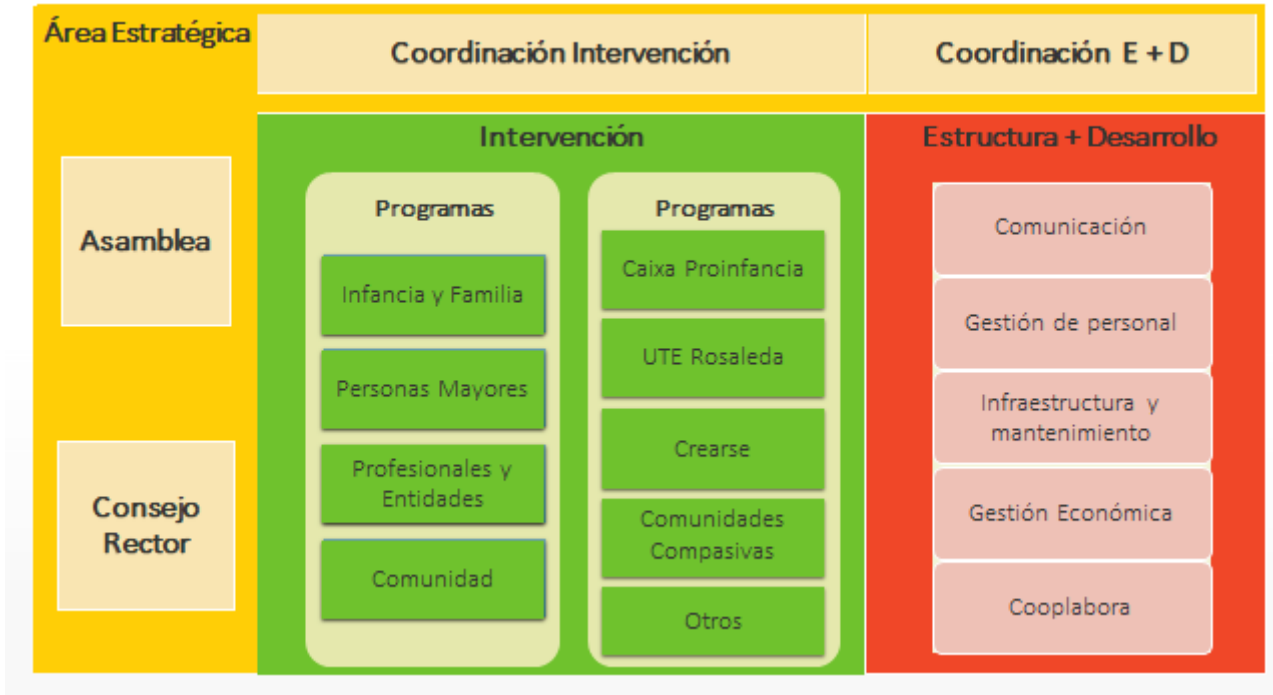 Área Estratégica
Coordinación Intervención
Coordinación E + D
Asamblea
Consejo
Rector
Intervención
Programas
Infancia y Familia
Personas Mayores
Profesionales y
Entidades
Comunidad
Programas
Caixa Proinfancia
UTE Rosaleda
Crearse
Comunidades
Compasivas
Otros
Estructura + Desarrollo
Comunicación
Gestión de personal
Infraestructura y
mantenimiento
Gestión Económica
Cooplabora